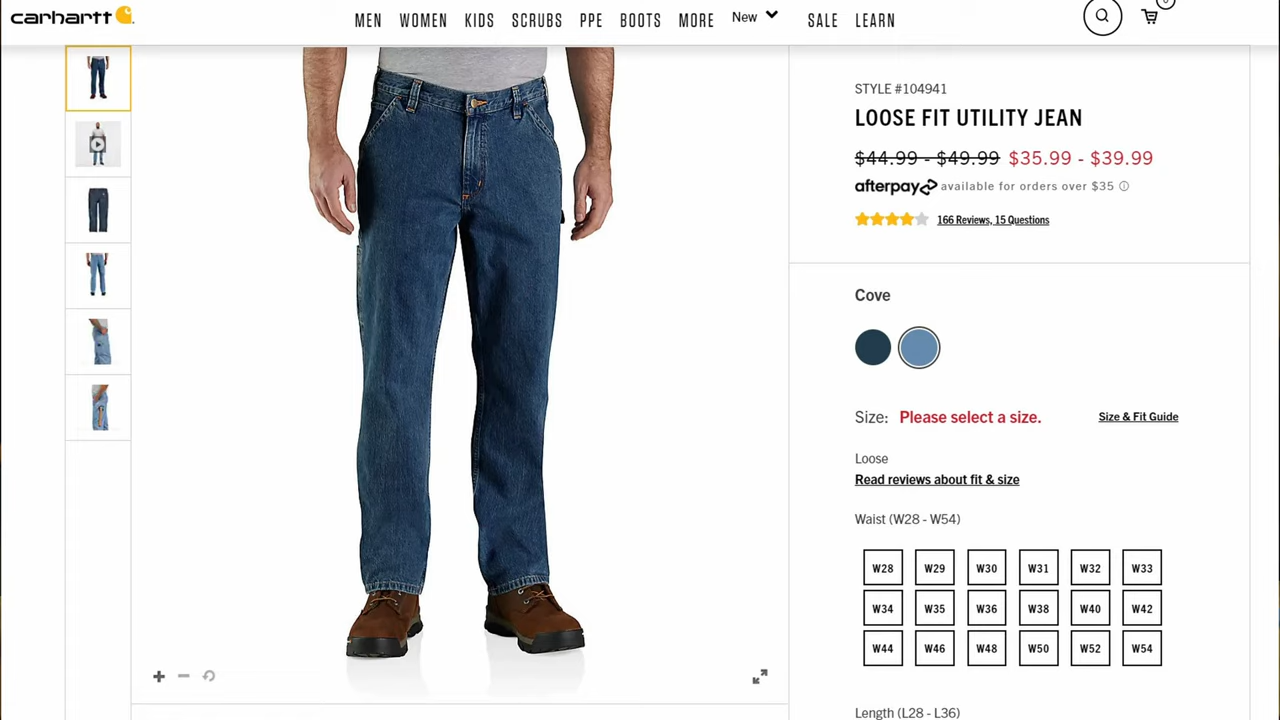 carhartt
MEN WOMEN KIDS SCRUBS PPE BOOTS MORE New SALE LEARN
0
STYLE #104941
LOOSE FIT UTILITY JEAN
$44.99 - $49.99 $35.99 - $39.99
afterpay available for orders over $35
166 Reviews, 15 Questions
Cove
Size: Please select a size. Size & Fit Guide
Loose
Read reviews about fit & size
Waist (W28 - W54)
W28 W29 W30 W31 W32 W33
W34 W35 W36 W38 W40 W42
W44 W46 W48 W50 W52 W54
Length (L28 - L36)